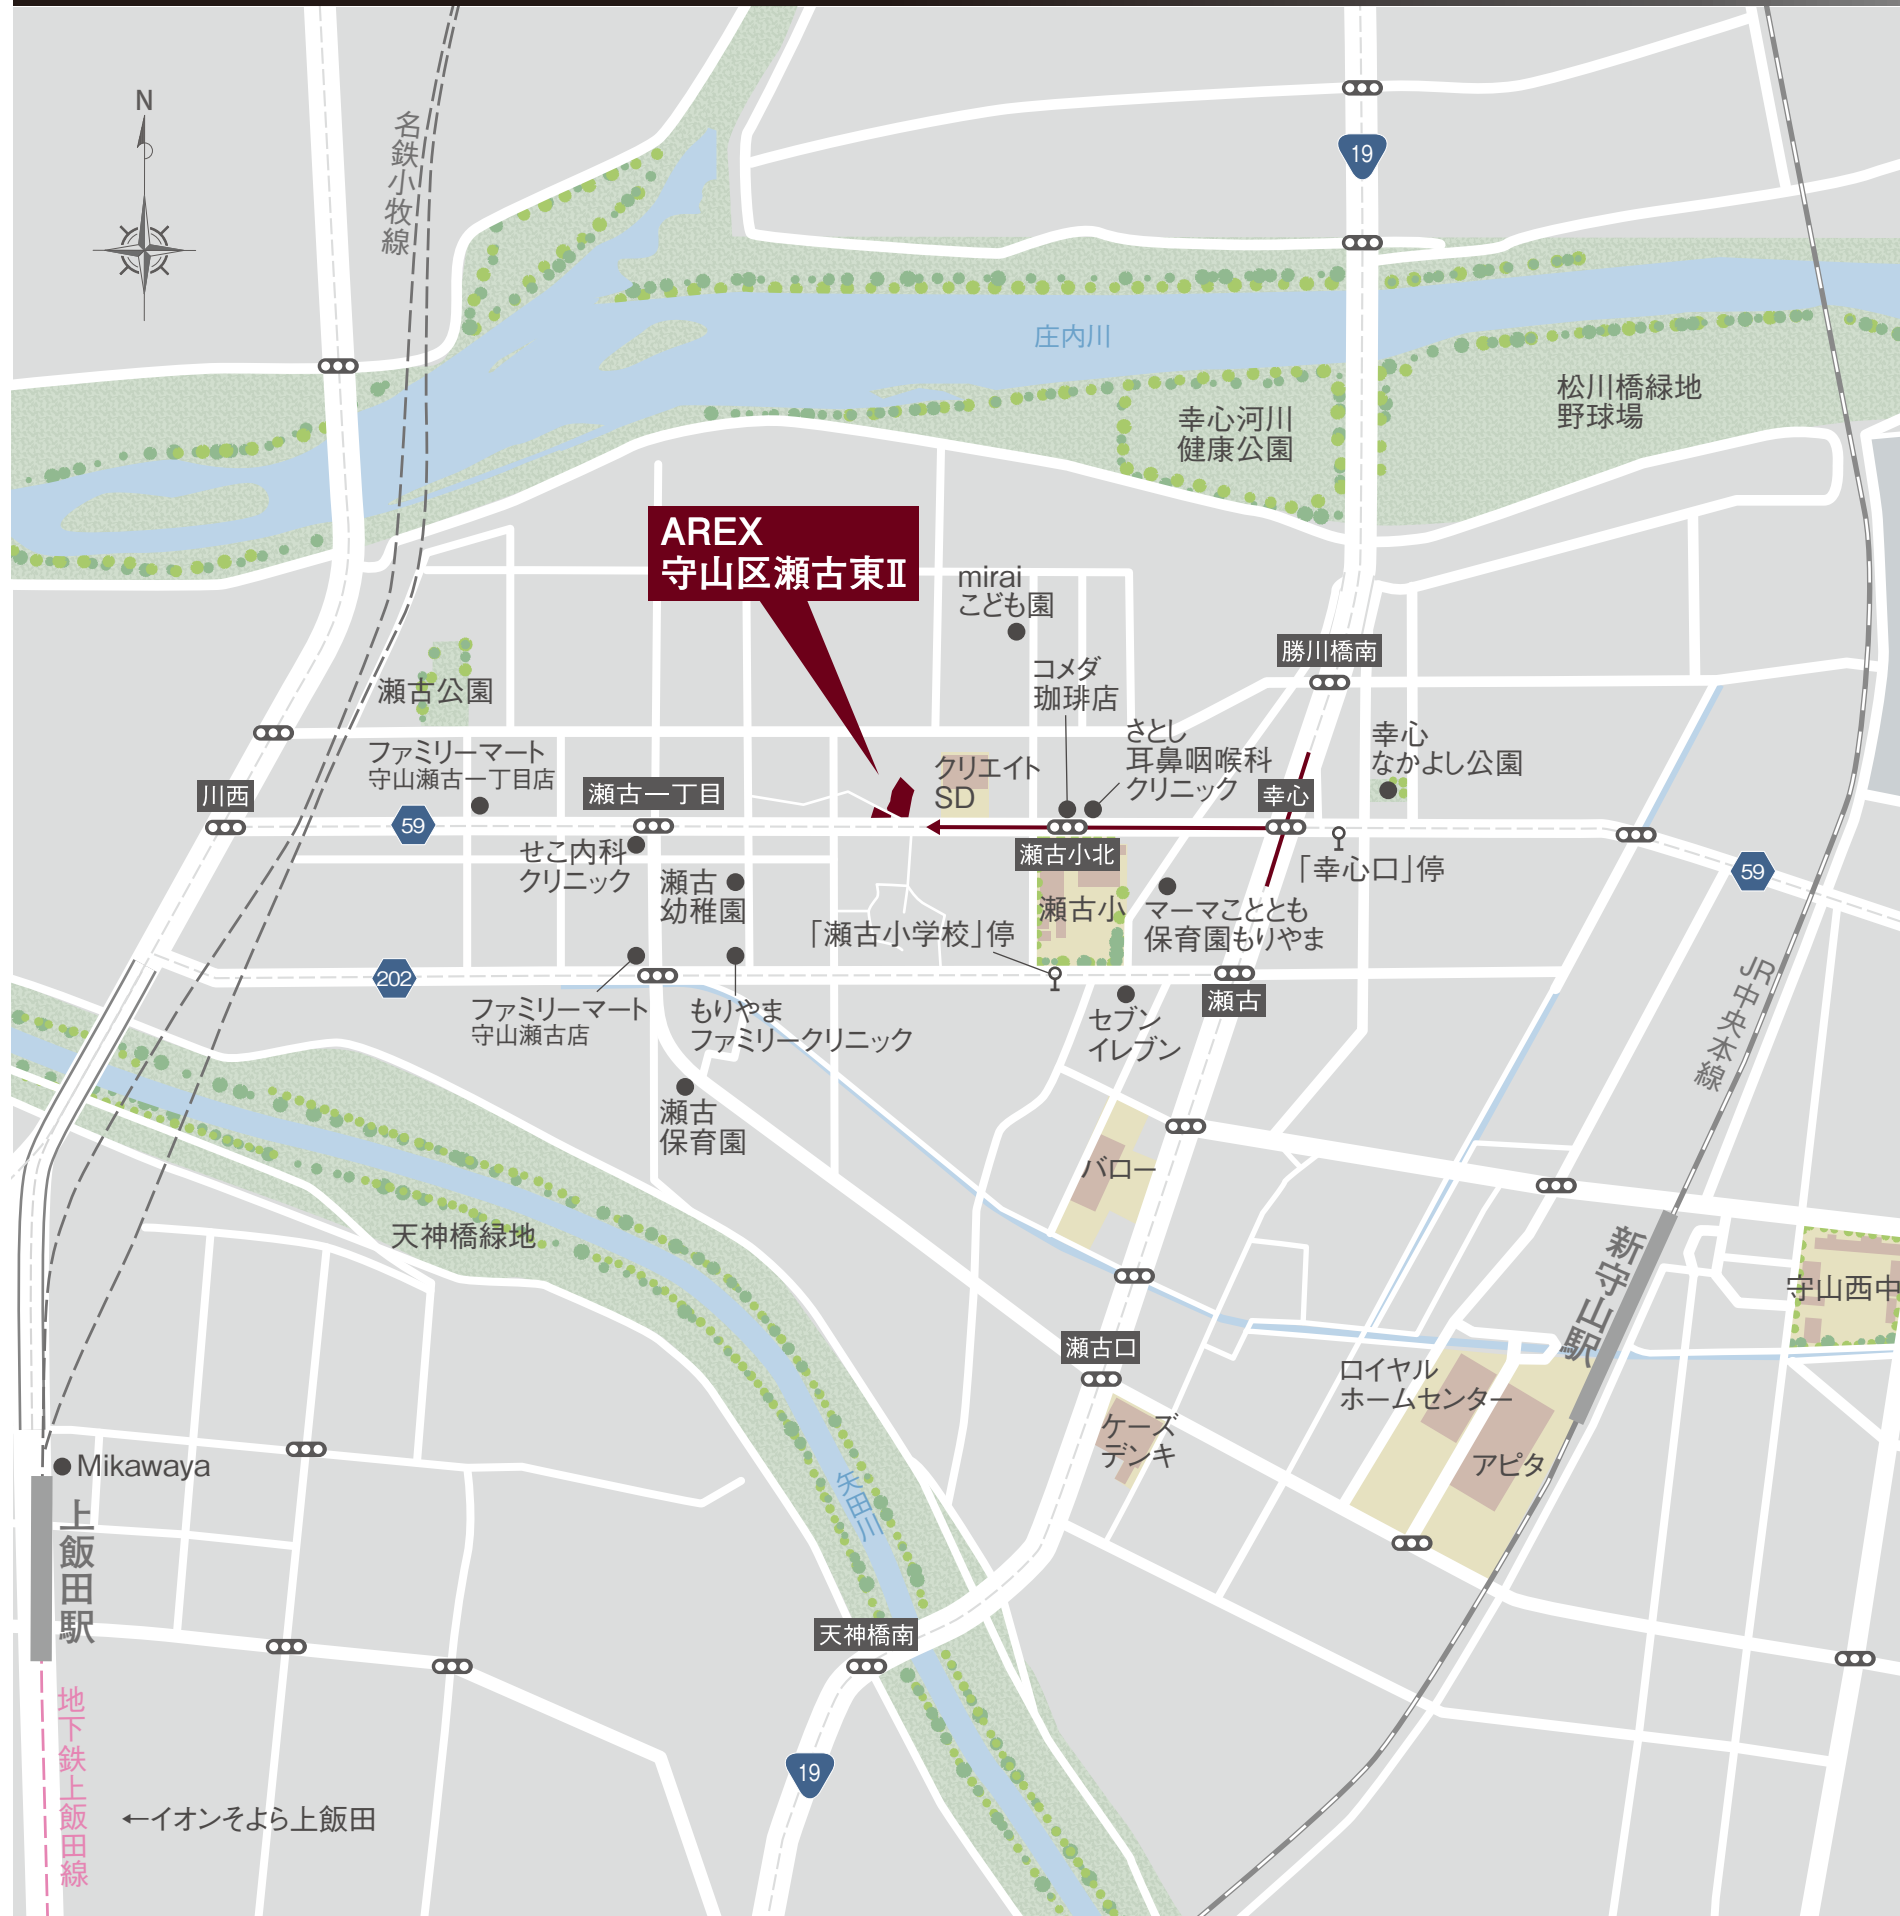 N
名鉄小牧線
19
庄内川
松川橋緑地
野球場
幸心河川
健康公園
AREX
守山区瀬古東Ⅱ
mirai
こども園
勝川橋南
コメダ
珈琲店
瀬古公園
さとし
耳鼻咽喉科
クリニック
幸心
なかよし公園
ファミリーマート
守山瀬古一丁目店
クリエイト
SD
川西
瀬古一丁目
幸心
59
瀬古小北
せこ内科
クリニック
「幸心口」停
59
瀬古
幼稚園
瀬古小
マーマこととも
保育園もりやま
「瀬古小学校」停
202
瀬古
ファミリーマート
守山瀬古店
もりやま
ファミリークリニック
セブン
イレブン
JR中央本線
瀬古
保育園
バロー
天神橋緑地
新守山駅
守山西中
瀬古口
ロイヤル
ホームセンター
ケーズ
デンキ
アピタ
Mikawaya
矢田川
上飯田駅
天神橋南
地下鉄上飯田線
19
←イオンそよら上飯田